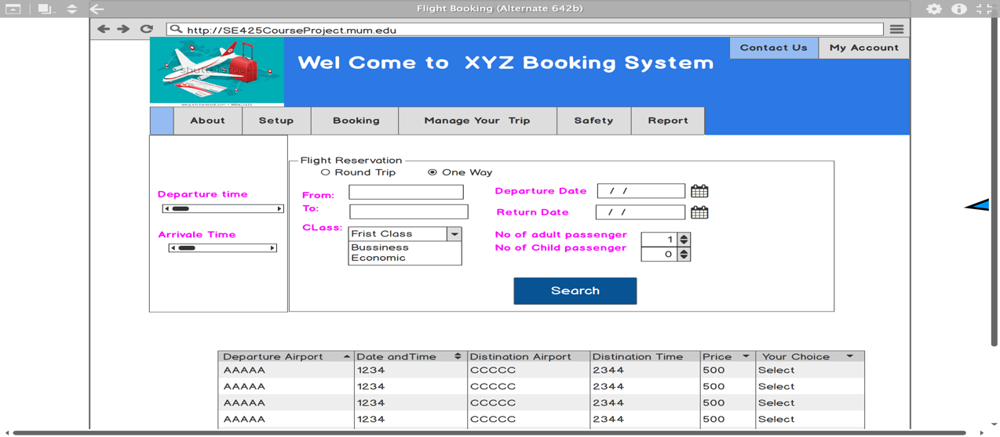 Flight Booking (Alternate 642b)
http://SE425CourseProject.mum.edu
shutterstock
Wel Come to XYZ Booking System
Contact Us My Account
About Setup Booking Manage Your Trip Safety Report
Flight Reservation
Round Trip One Way
Departure time
From:
Departure Date / /
To:
Return Date / /
CLass:
Frist Class
Bussiness
Economic
Arrivale Time
No of adult passenger 1
No of Child passenger 0
Search
Departure Airport Date andTime Distination Airport Distination Time Price Your Choice
AAAAA 1234 CCCCC 2344 500 Select
AAAAA 1234 CCCCC 2344 500 Select
AAAAA 1234 CCCCC 2344 500 Select
AAAAA 1234 CCCCC 2344 500 Select